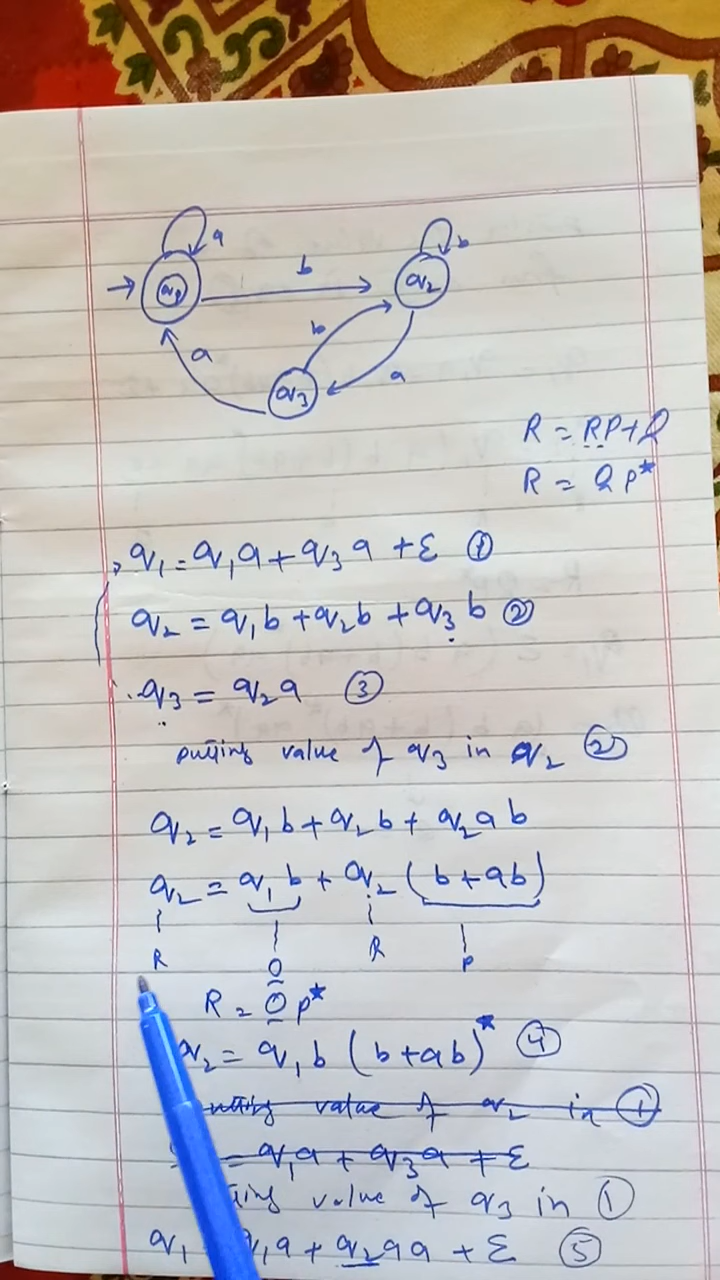 a
b
b
q1
q2
b
a
a
q3
R = RP+Q
R = QP*
q1 = q1a + q3a + ε ①
q2 = q1b + q2b + q3b ②
q3 = q2a ③
putting value of q3 in q2 ②
q2 = q1b + q2b + q2ab
q2 = q1b + q2(b+ab)
R Q R P
R = QP*
q2 = q1b (b+ab)* ④
value of q2 in ①
= q1a + q3a + ε
value of q3 in ①
q1 q1a + q2aa + ε ⑤